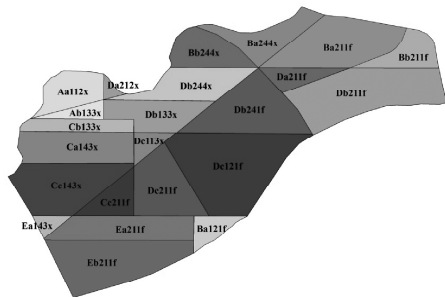 Ba244x
Bb244x
Ba211f
Bb211f
Da212x
Aa112x
Db244x
Da211f
Db211f
Ab133x
Db133x
Db241f
Cb133x
Ca143x
Dc113x
Dc121f
Cc143x
Dc211f
Cc211f
Ea143x
Ea211f
Ba121f
Eb211f